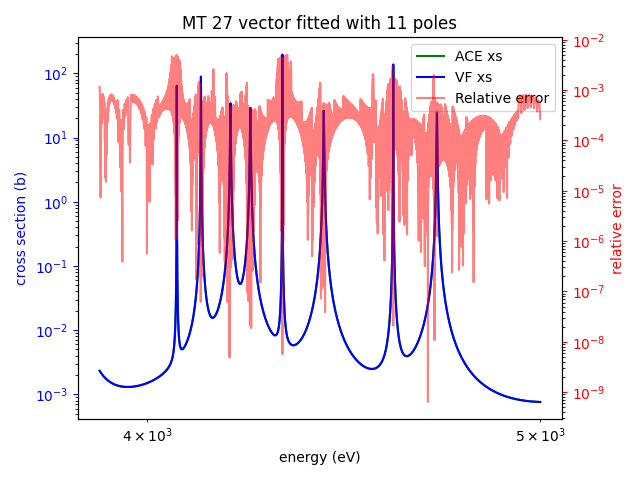 MT 27 vector fitted with 11 poles
ACE xs
VF xs
Relative error
cross section (b)
10²
10¹
10⁰
10⁻¹
10⁻²
10⁻³
10⁻²
10⁻³
10⁻⁴
10⁻⁵
10⁻⁶
10⁻⁷
10⁻⁸
10⁻⁹
relative error
4 × 10³
5 × 10³
energy (eV)